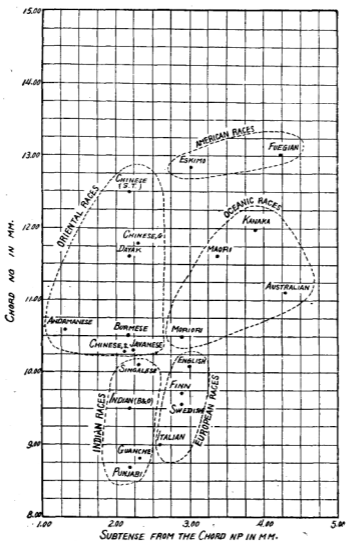 15.00
14.00
AMERICAN RACES
FUEGIAN
ESKIMO
13.00
CHINESE
(S.T.)
ORIENTAL RACES
OCEANIC RACES
KANAKA
12.00
CHINESE,
DAYAK
MAORI
AUSTRALIAN
11.00
ANDAMANESE
BURMESE
MORIORI
CHINESE,
JAVANESE
10.00
SINGALESE
ENGLISH
FINN
INDIAN (B&O)
SWEDISH
INDIAN RACES
EUROPEAN RACES
ITALIAN
9.00
GUANCHE
PUNJABI
8.00
1.00 2.00 3.00 4.00 5.00
CHORD NO IN MM.
SUBTENSE FROM THE CHORD NP IN MM.